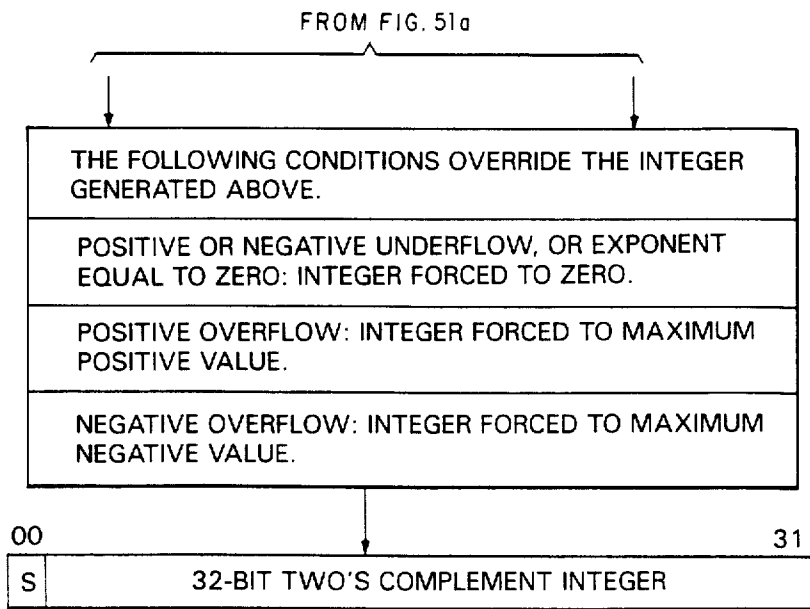 FROM FIG. 51a
THE FOLLOWING CONDITIONS OVERRIDE THE INTEGER
GENERATED ABOVE.
POSITIVE OR NEGATIVE UNDERFLOW, OR EXPONENT
EQUAL TO ZERO: INTEGER FORCED TO ZERO.
POSITIVE OVERFLOW: INTEGER FORCED TO MAXIMUM
POSITIVE VALUE.
NEGATIVE OVERFLOW: INTEGER FORCED TO MAXIMUM
NEGATIVE VALUE.
00 31
S 32-BIT TWO'S COMPLEMENT INTEGER